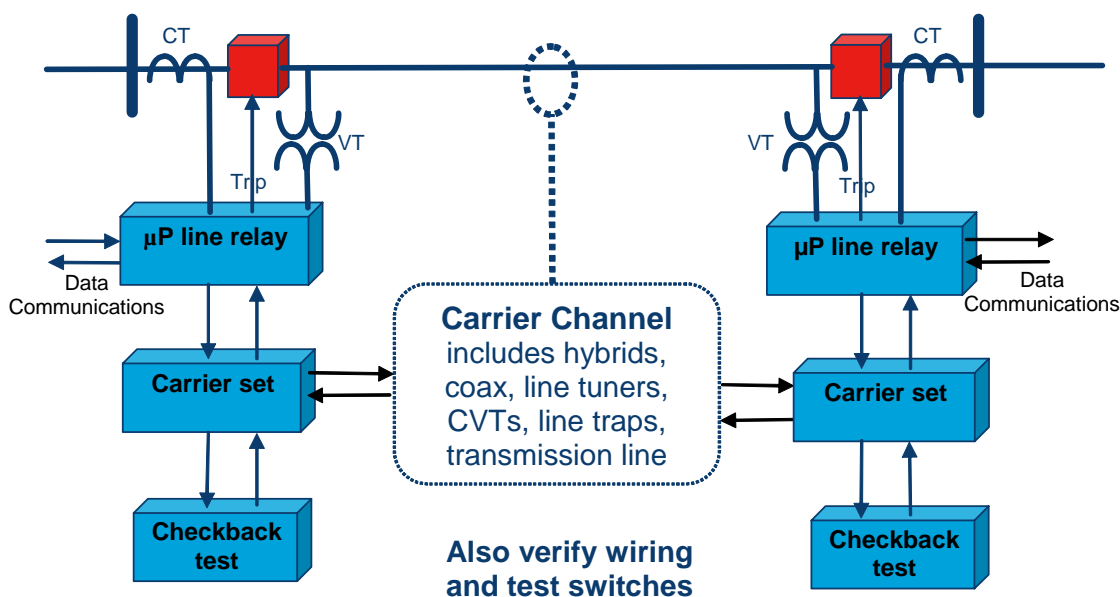 CT
CT
VT
VT
Trip
Trip
µP line relay
µP line relay
Data
Communications
Data
Communications
Carrier Channel
includes hybrids,
coax, line tuners,
CVTs, line traps,
transmission line
Carrier set
Carrier set
Checkback
test
Checkback
test
Also verify wiring
and test switches